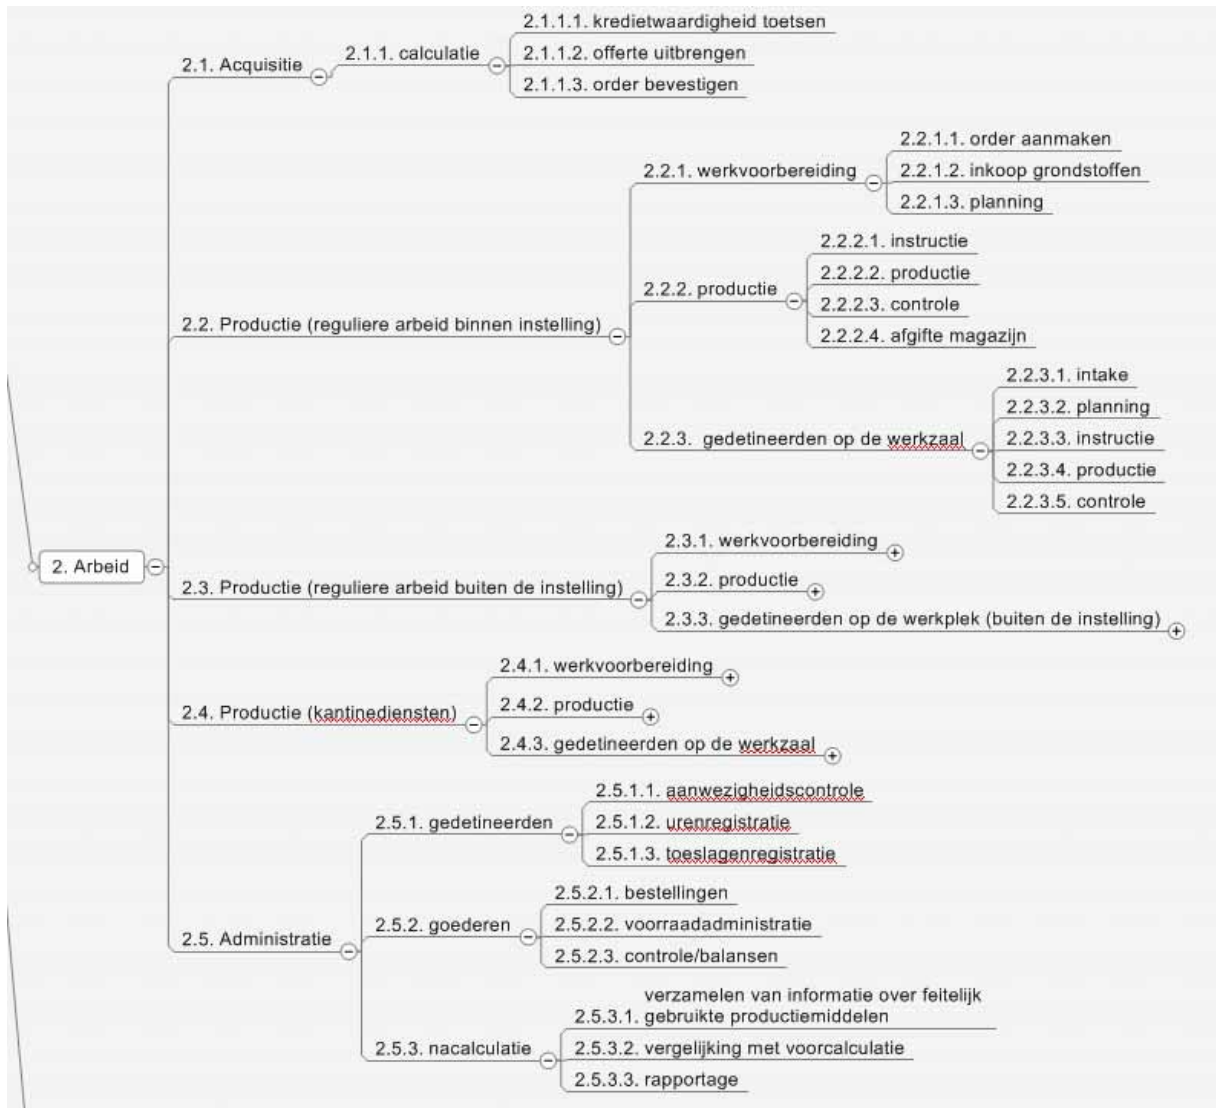 2. Arbeid
2.1. Acquisitie
2.1.1. calculatie
2.1.1.1. kredietwaardigheid toetsen
2.1.1.2. offerte uitbrengen
2.1.1.3. order bevestigen
2.2. Productie (reguliere arbeid binnen instelling)
2.2.1. werkvoorbereiding
2.2.1.1. order aanmaken
2.2.1.2. inkoop grondstoffen
2.2.1.3. planning
2.2.2. productie
2.2.2.1. instructie
2.2.2.2. productie
2.2.2.3. controle
2.2.2.4. afgifte magazijn
2.2.3. gedetineerden op de werkzaal
2.2.3.1. intake
2.2.3.2. planning
2.2.3.3. instructie
2.2.3.4. productie
2.2.3.5. controle
2.3. Productie (reguliere arbeid buiten de instelling)
2.3.1. werkvoorbereiding
2.3.2. productie
2.3.3. gedetineerden op de werkplek (buiten de instelling)
2.4. Productie (kantinediensten)
2.4.1. werkvoorbereiding
2.4.2. productie
2.4.3. gedetineerden op de werkzaal
2.5. Administratie
2.5.1. gedetineerden
2.5.1.1. aanwezigheidscontrole
2.5.1.2. urenregistratie
2.5.1.3. toeslagenregistratie
2.5.2. goederen
2.5.2.1. bestellingen
2.5.2.2. voorraadadministratie
2.5.2.3. controle/balansen
2.5.3. nacalculatie
verzamelen van informatie over feitelijk
2.5.3.1. gebruikte productiemiddelen
2.5.3.2. vergelijking met voorcalculatie
2.5.3.3. rapportage